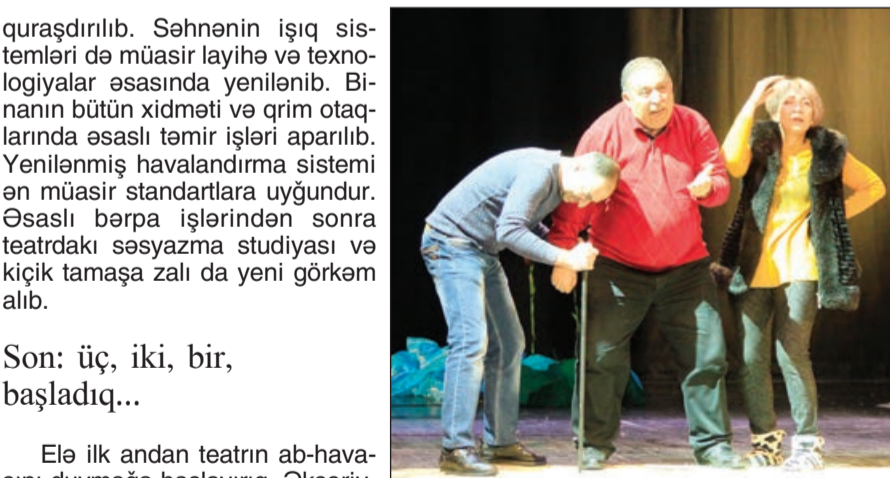 quraşdırılıb. Səhnənin işıq sis-
temləri də müasir layihə və texno-
logiyalar əsasında yenilənib. Bi-
nanın bütün xidməti və qrim otaq-
larında əsaslı təmir işləri aparılıb.
Yenilənmiş havalandırma sistemi
ən müasir standartlara uyğundur.
Əsaslı bərpa işlərindən sonra
teatrdakı səsyazma studiyası və
kiçik tamaşa zalı da yeni görkəm
alıb.
Son: üç, iki, bir,
başladıq...
Elə ilk andan teatrın ab-hava-